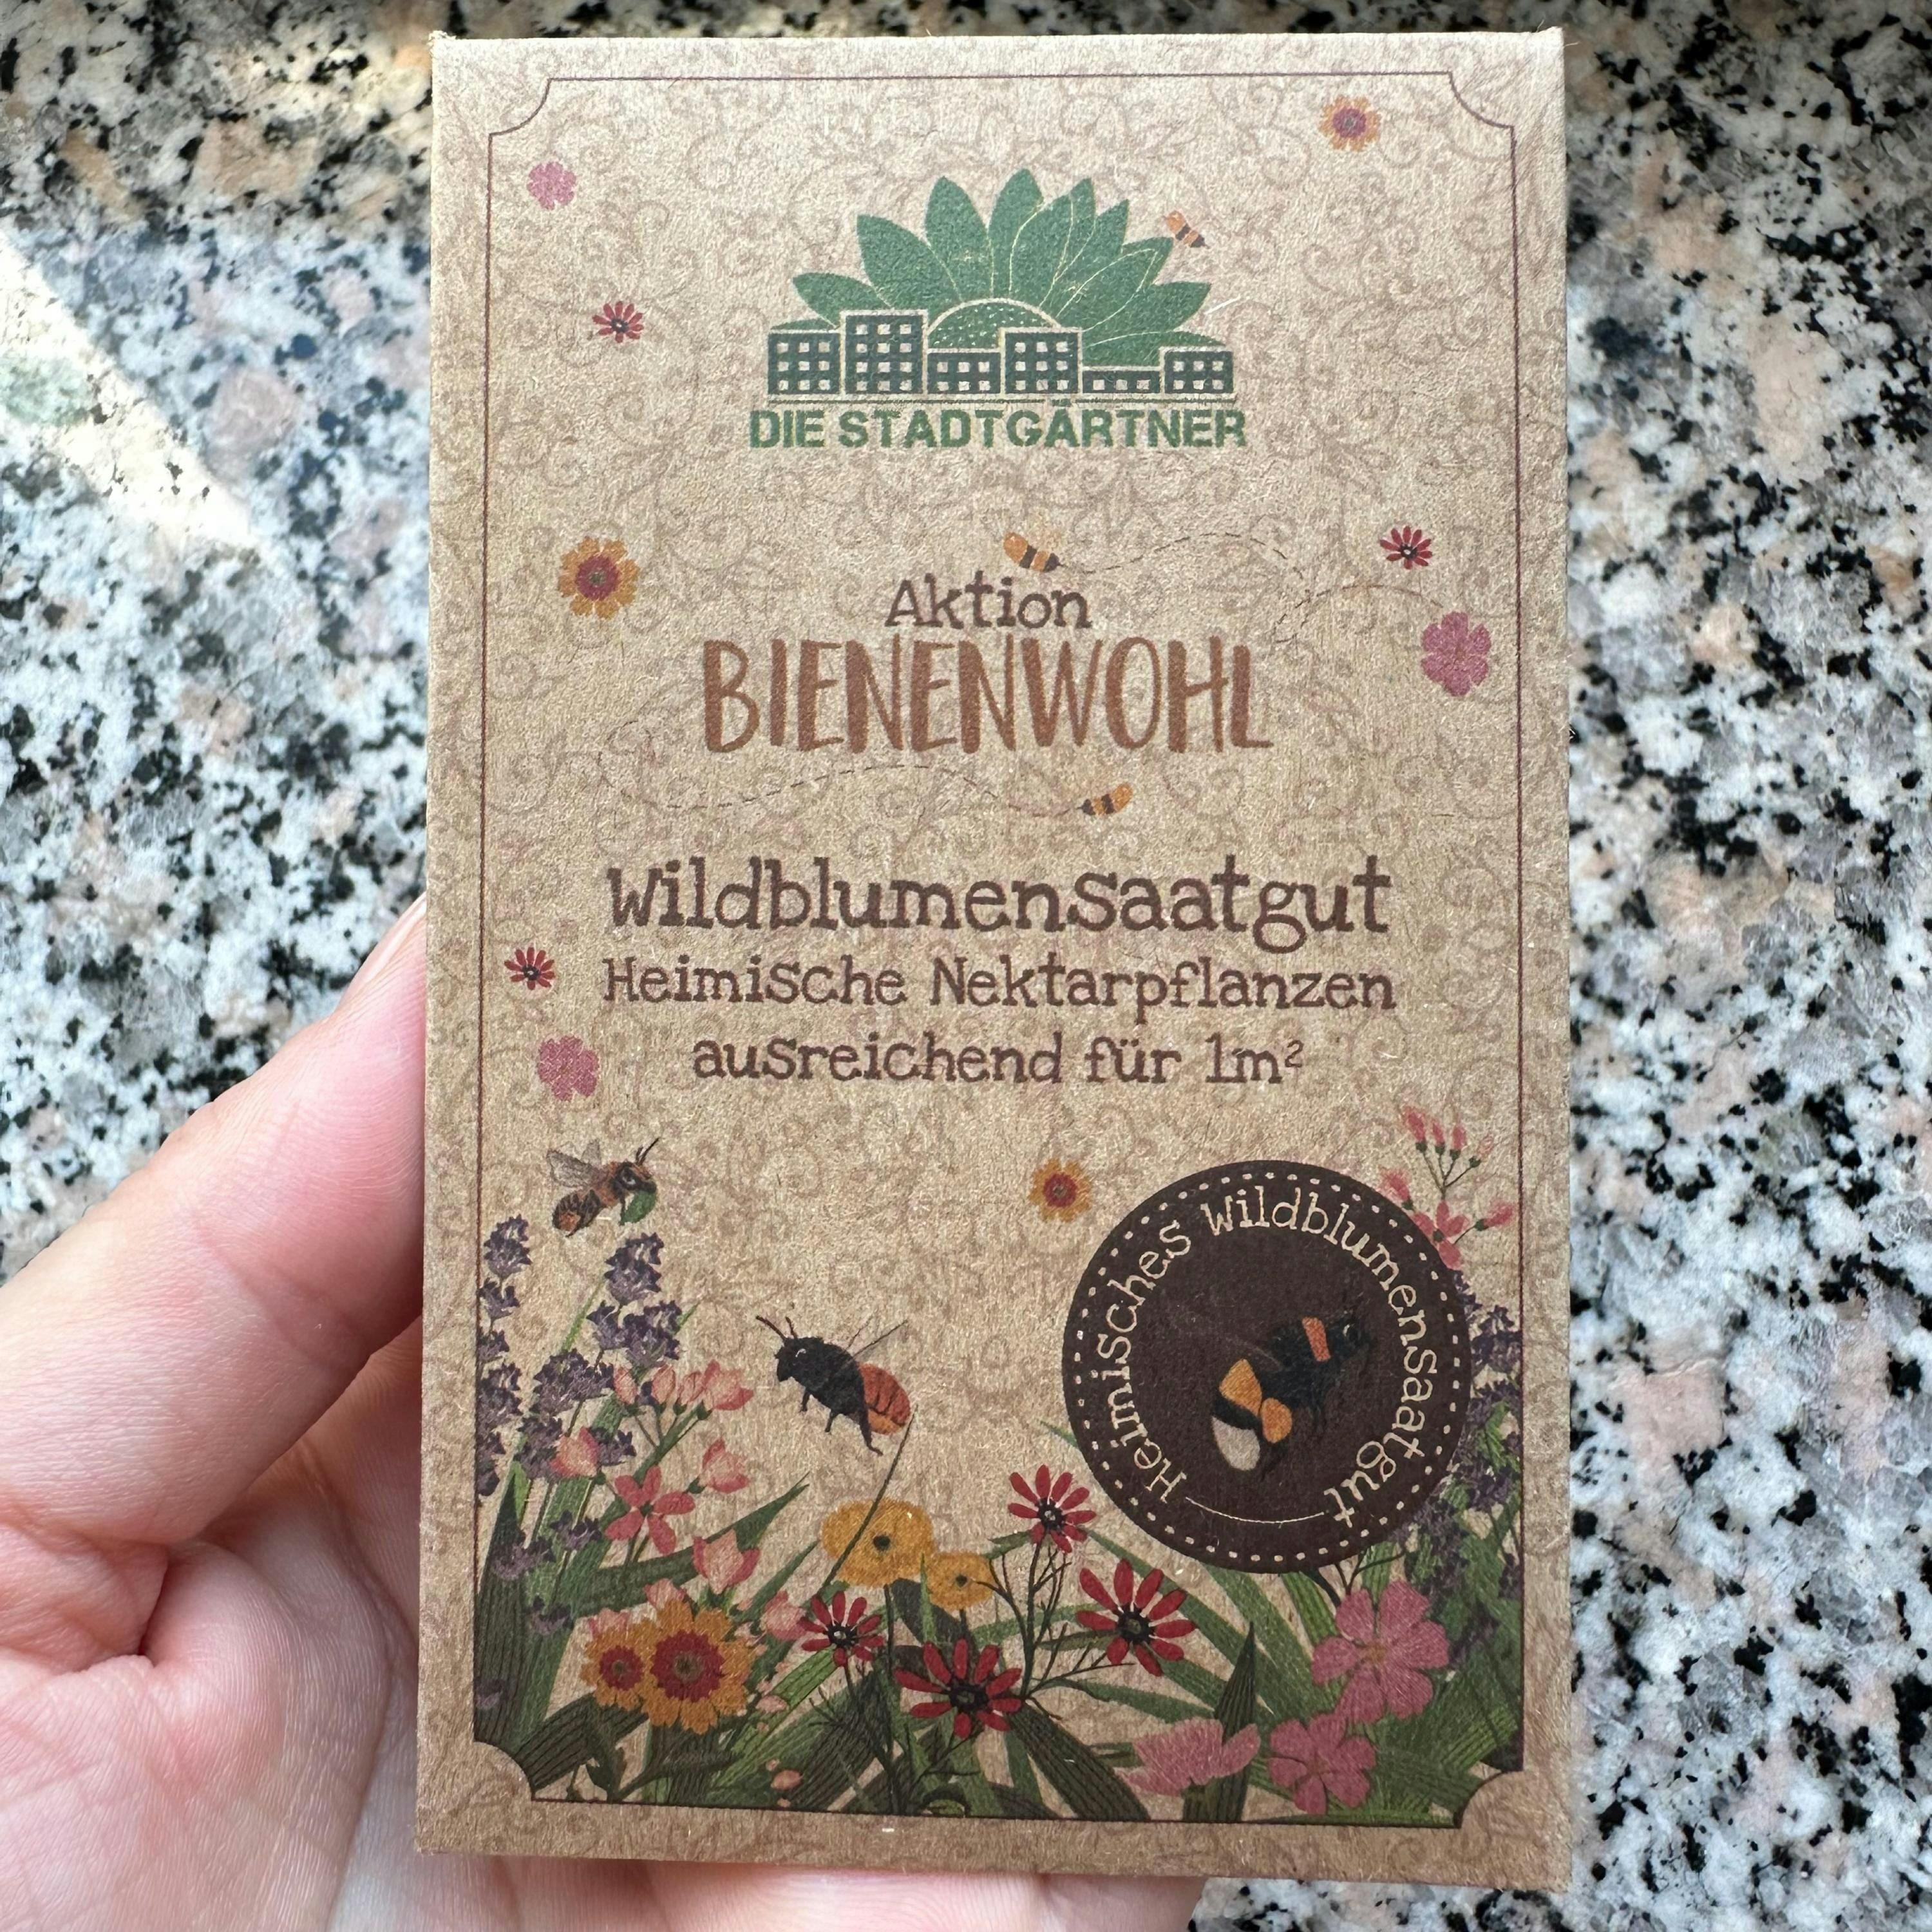 DIE STADTGÄRTNER
Aktion
BIENENWOHL
Wildblumensaatgut
Heimische Nektarpflanzen
ausreichend für 1m²
Heimisches Wildblumensaatgut